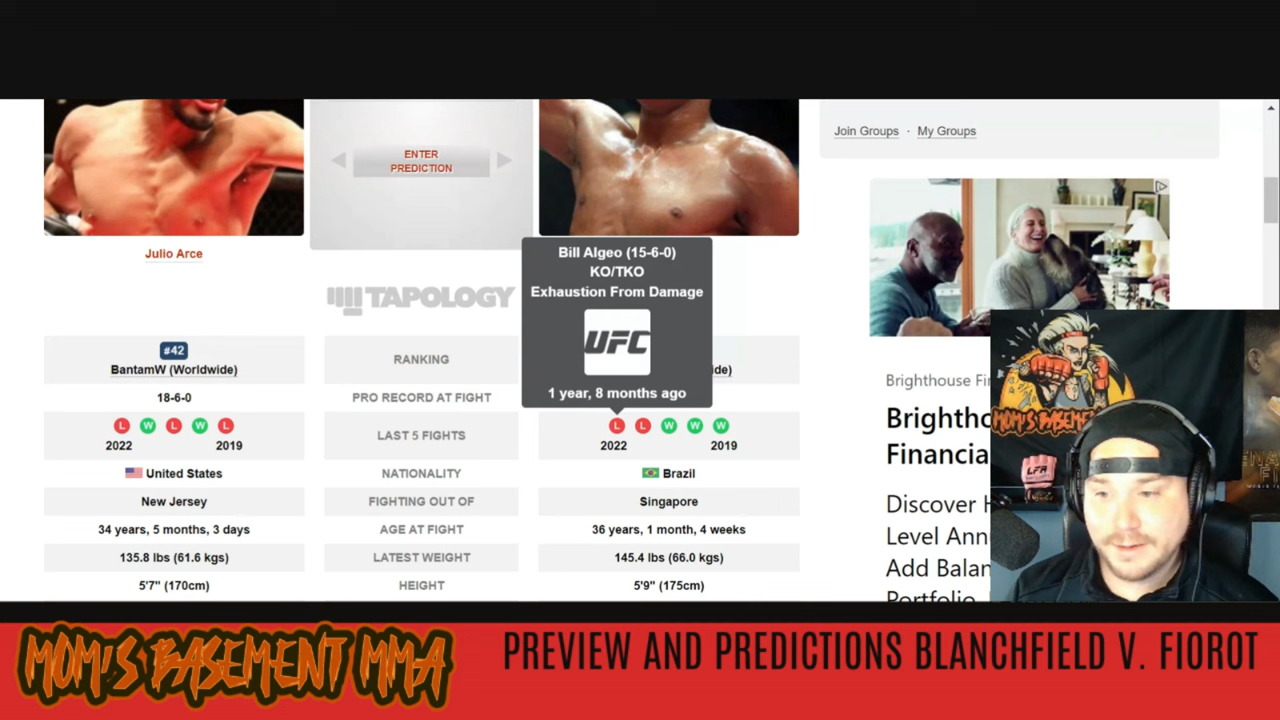 Join Groups · My Groups
ENTER
PREDICTION
Julio Arce
Bill Algeo (15-6-0)
KO/TKO
Exhaustion From Damage
UFC
1 year, 8 months ago
TAPOLOGY
#42
BantamW (Worldwide)
RANKING
ide)
18-6-0
PRO RECORD AT FIGHT
L W L W L
2022 2019
LAST 5 FIGHTS
L L W W W
2022 2019
United States
NATIONALITY
Brazil
New Jersey
FIGHTING OUT OF
Singapore
34 years, 5 months, 3 days
AGE AT FIGHT
36 years, 1 month, 4 weeks
135.8 lbs (61.6 kgs)
LATEST WEIGHT
145.4 lbs (66.0 kgs)
5'7" (170cm)
HEIGHT
5'9" (175cm)
Brighthouse Fi
Brightho
Financia
Discover
Level Ann
Add Balan
Portfolio
MOM'S BASEME
LFA
MOM'S BASEMENT MMA
PREVIEW AND PREDICTIONS BLANCHFIELD V. FIOROT